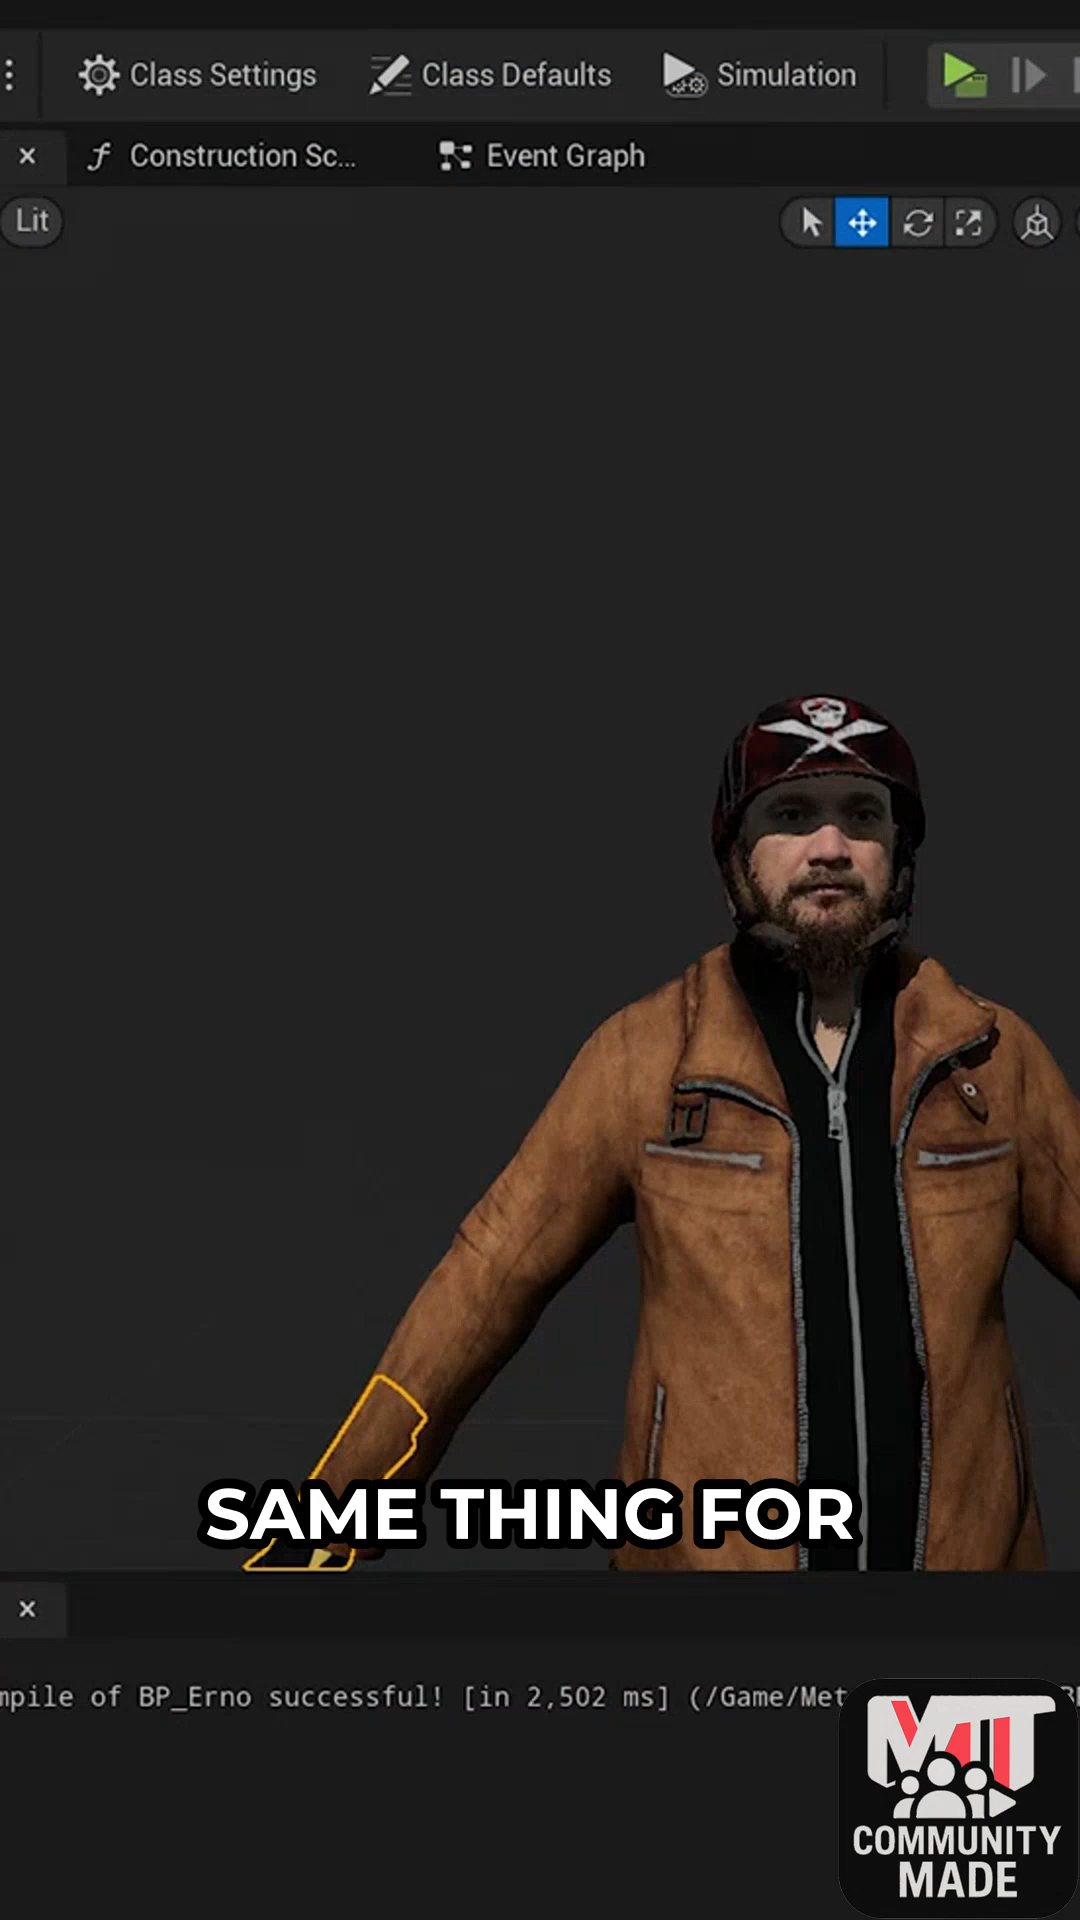 Class Settings
Class Defaults
Simulation
Construction Sc...
Event Graph
Lit
SAME THING FOR
mpile of BP_Erno successful! [in 2,502 ms] (/Game/Met
MIT
COMMUNITY
MADE